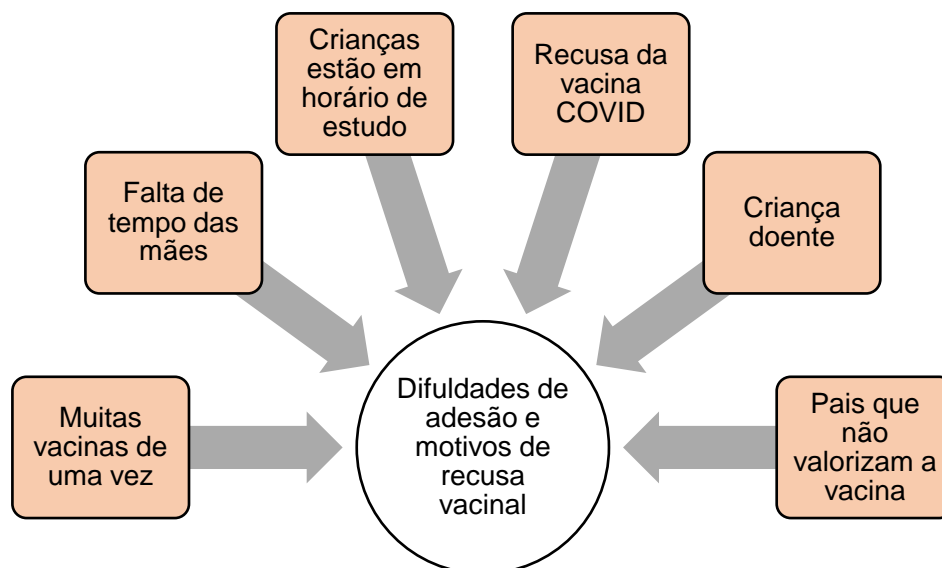 Crianças
estão em
horário de
estudo
Recusa da
vacina
COVID
Falta de
tempo das
mães
Criança
doente
Muitas
vacinas de
uma vez
Difuldades de
adesão e
motivos de
recusa
vacinal
Pais que
não
valorizam a
vacina